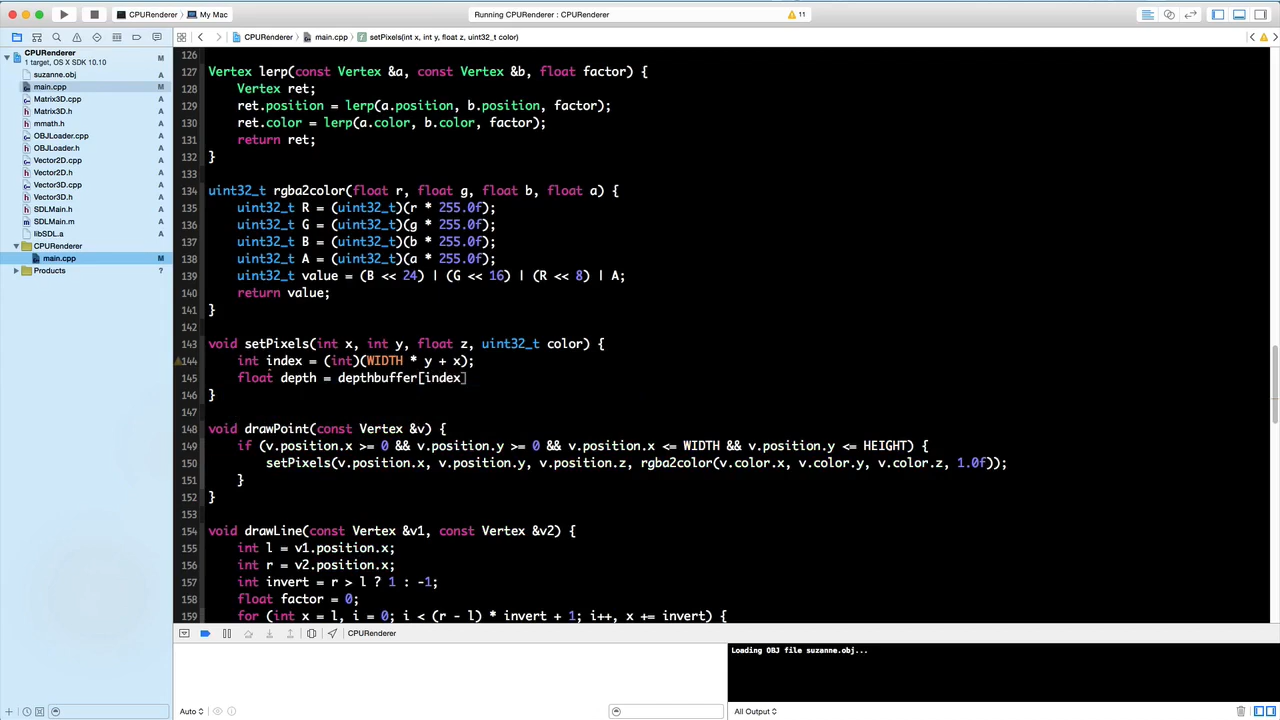 CPURenderer
My Mac
Running CPURenderer : CPURenderer
11
CPURenderer
main.cpp
setPixels(int x, int y, float z, uint32_t color)
CPURenderer M
1 target, OS X SDK 10.10
suzanne.obj A
main.cpp M
Matrix3D.cpp A
Matrix3D.h A
mmath.h A
OBJLoader.cpp A
OBJLoader.h A
Vector2D.cpp A
Vector2D.h A
Vector3D.cpp A
Vector3D.h A
SDLMain.h A
SDLMain.m A
libSDL.a A
CPURenderer
main.cpp M
Products ?
126
127 Vertex lerp(const Vertex &a, const Vertex &b, float factor) {
128 Vertex ret;
129 ret.position = lerp(a.position, b.position, factor);
130 ret.color = lerp(a.color, b.color, factor);
131 return ret;
132 }
133
134 uint32_t rgba2color(float r, float g, float b, float a) {
135 uint32_t R = (uint32_t)(r * 255.0f);
136 uint32_t G = (uint32_t)(g * 255.0f);
137 uint32_t B = (uint32_t)(b * 255.0f);
138 uint32_t A = (uint32_t)(a * 255.0f);
139 uint32_t value = (B << 24) | (G << 16) | (R << 8) | A;
140 return value;
141 }
142
143 void setPixels(int x, int y, float z, uint32_t color) {
144 int index = (int)(WIDTH * y + x);
145 float depth = depthbuffer[index]
146 }
147
148 void drawPoint(const Vertex &v) {
149 if (v.position.x >= 0 && v.position.y >= 0 && v.position.x <= WIDTH && v.position.y <= HEIGHT) {
150 setPixels(v.position.x, v.position.y, v.position.z, rgba2color(v.color.x, v.color.y, v.color.z, 1.0f));
151 }
152 }
153
154 void drawLine(const Vertex &v1, const Vertex &v2) {
155 int l = v1.position.x;
156 int r = v2.position.x;
157 int invert = r > l ? 1 : -1;
158 float factor = 0;
159 for (int x = l, i = 0; i < (r - l) * invert + 1; i++, x += invert) {
CPURenderer
Loading OBJ file suzanne.obj...
Auto
All Output